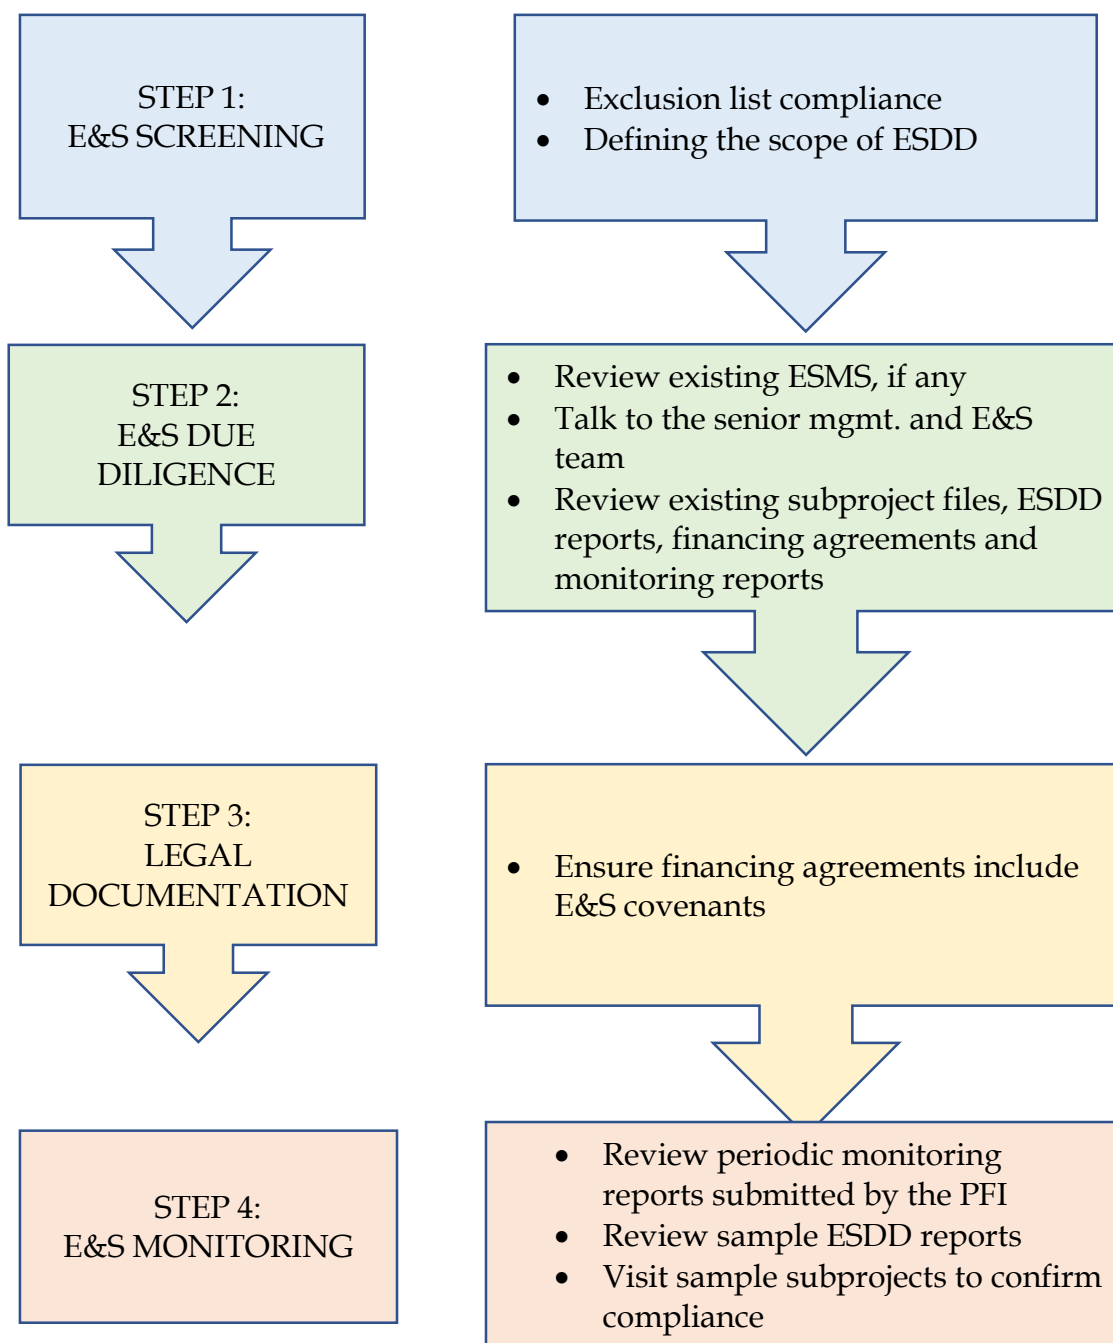 STEP 1:
E&S SCREENING
• Exclusion list compliance
• Defining the scope of ESDD
STEP 2:
E&S DUE
DILIGENCE
• Review existing ESMS, if any
• Talk to the senior mgmt. and E&S
team
• Review existing subproject files, ESDD
reports, financing agreements and
monitoring reports
STEP 3:
LEGAL
DOCUMENTATION
• Ensure financing agreements include
E&S covenants
STEP 4:
E&S MONITORING
• Review periodic monitoring
reports submitted by the PFI
• Review sample ESDD reports
• Visit sample subprojects to confirm
compliance